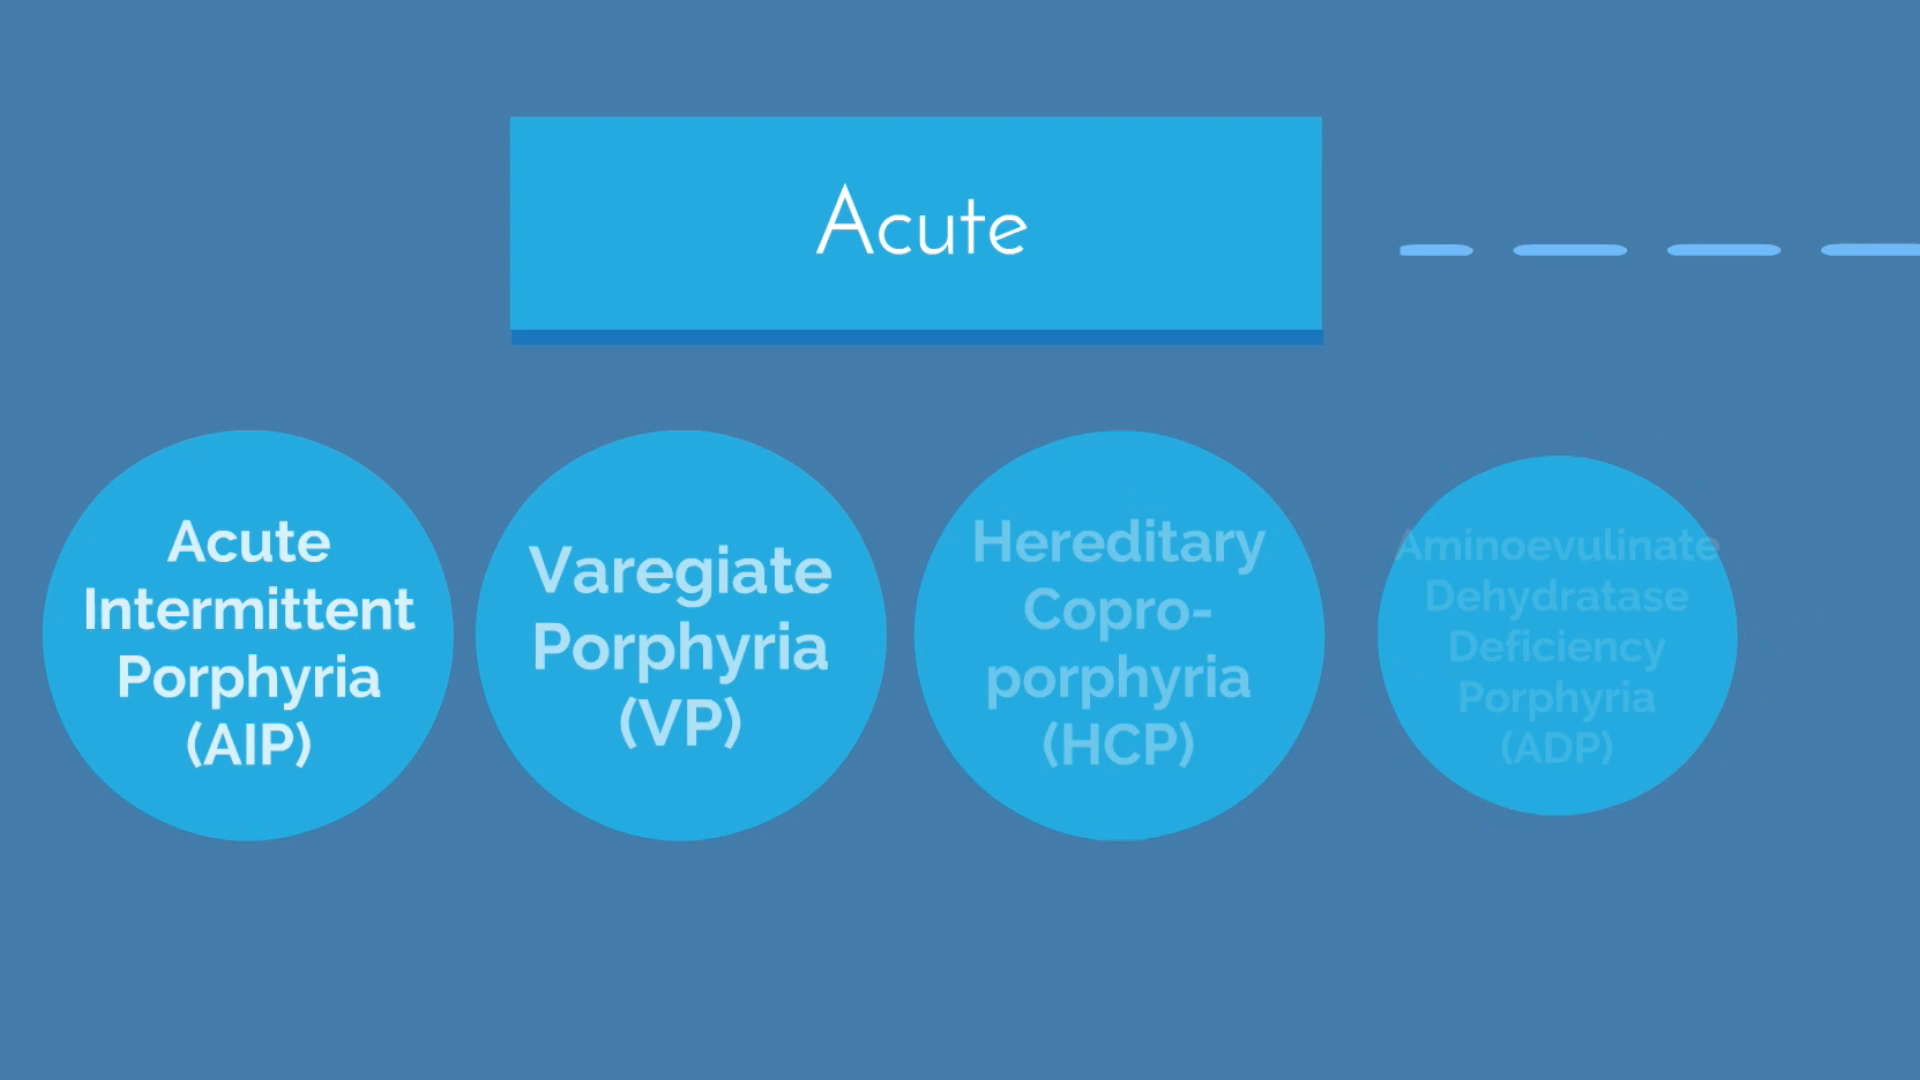 Acute
Acute
Intermittent
Porphyria
(AIP)
Varegiate
Porphyria
(VP)
Hereditary
Copro-
porphyria
(HCP)
Aminoevulinate
Dehydratase
Deficiency
Porphyria
(ADP)